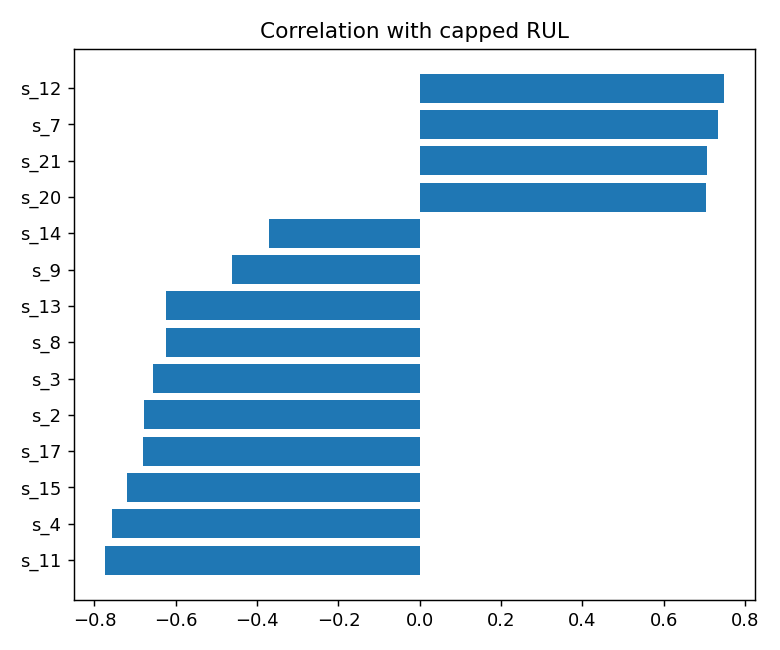 Correlation with capped RUL
s_12
s_7
s_21
s_20
s_14
s_9
s_13
s_8
s_3
s_2
s_17
s_15
s_4
s_11
−0.8 −0.6 −0.4 −0.2 0.0 0.2 0.4 0.6 0.8